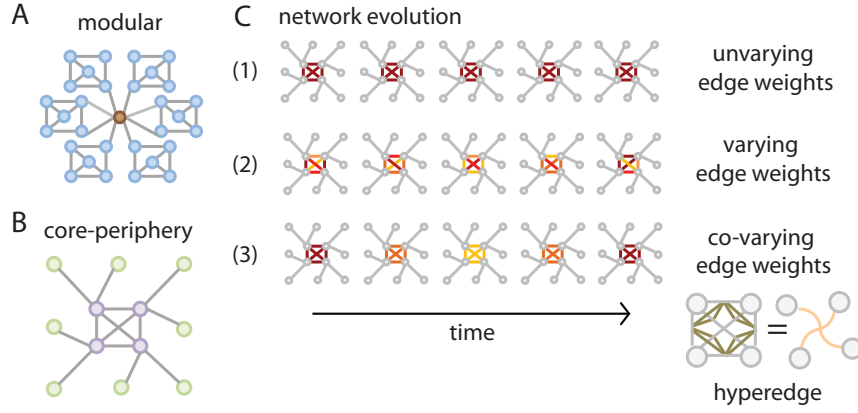 A
modular
B
core-periphery
C
network evolution
(1)
unvarying
edge weights
(2)
varying
edge weights
(3)
co-varying
edge weights
time
=
hyperedge